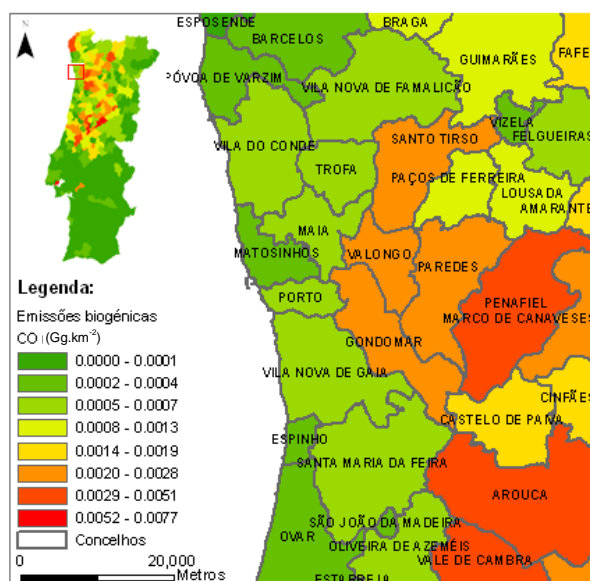 N
ESPOSENDE
BRAGA
BARCELOS
FAFE
GUIMARÃES
PÓVOA DE VARZIM
VILA NOVA DE FAMALICÃO
VIZELA
SANTO TIRSO
FELGUEIRAS
VILA DO CONDE
TROFA
PAÇOS DE FERREIRA
LOUSADA
AMARANTE
MAIA
MATOSINHOS
VALONGO
PAREDES
PORTO
PENAFIEL
MARCO DE CANAVESES
GONDOMAR
VILA NOVA DE GAIA
CINFÃES
CASTELO DE PAIVA
ESPINHO
SANTA MARIA DA FEIRA
AROUCA
SÃO JOÃO DA MADEIRA
OVAR
OLIVEIRA DE AZEMÉIS
VALE DE CAMBRA
ESTARREJA
Legenda:
Emissões biogénicas
CO (Gg.km-2)
0.0000 - 0.0001
0.0002 - 0.0004
0.0005 - 0.0007
0.0008 - 0.0013
0.0014 - 0.0019
0.0020 - 0.0028
0.0029 - 0.0051
0.0052 - 0.0077
Concelhos
0 20,000
Metros